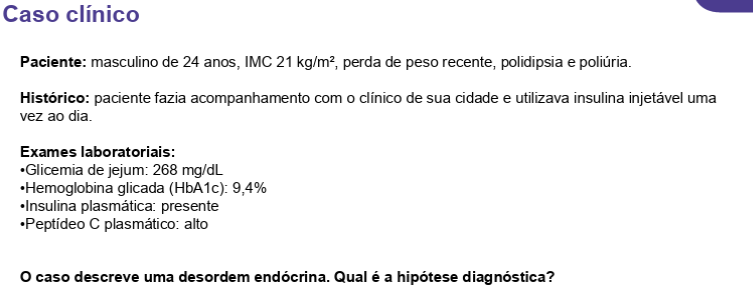 Caso clínico
Paciente: masculino de 24 anos, IMC 21 kg/m², perda de peso recente, polidipsia e poliúria.
Histórico: paciente fazia acompanhamento com o clínico de sua cidade e utilizava insulina injetável uma
vez ao dia.
Exames laboratoriais:
•Glicemia de jejum: 268 mg/dL
•Hemoglobina glicada (HbA1c): 9,4%
•Insulina plasmática: presente
•Peptídeo C plasmático: alto
O caso descreve uma desordem endócrina. Qual é a hipótese diagnóstica?